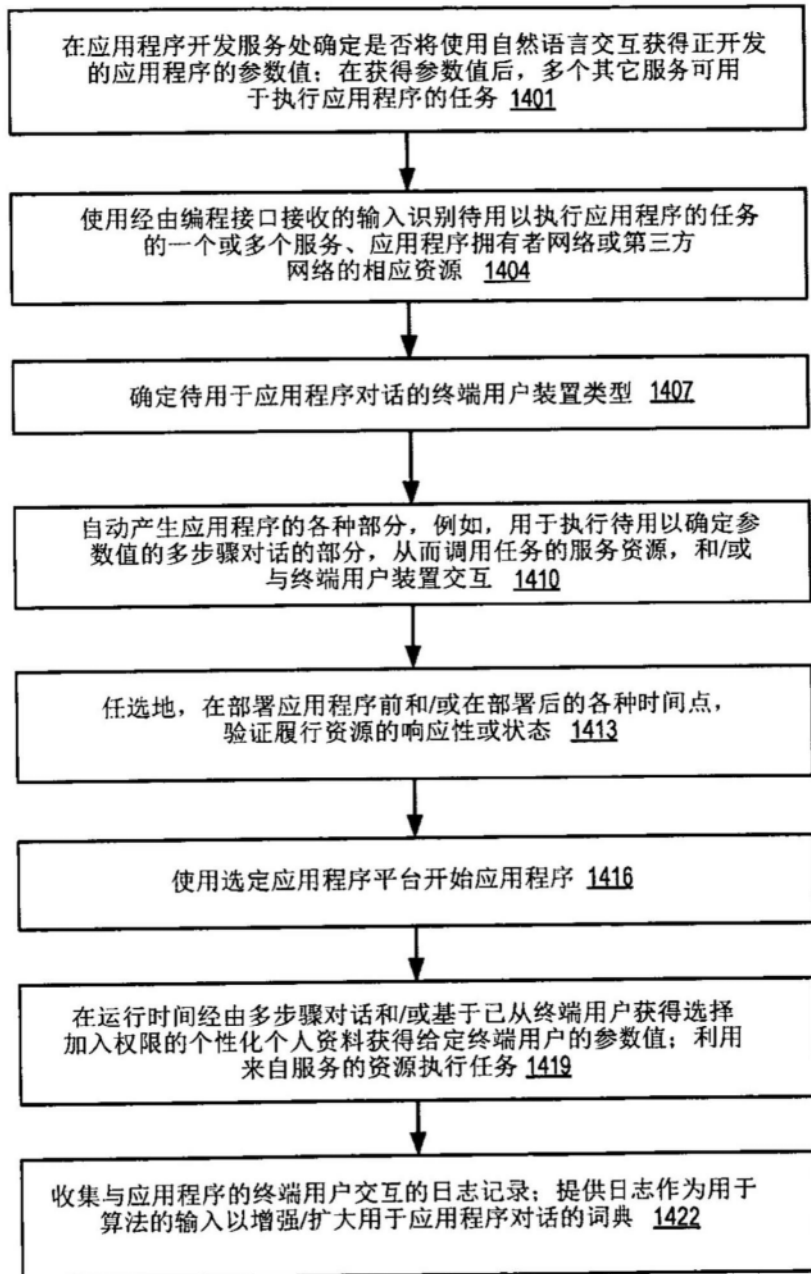 在应用程序开发服务处确定是否将使用自然语言交互获得正开发
的应用程序的参数值；在获得参数值后，多个其它服务可用
于执行应用程序的任务 1401
使用经由编程接口接收的输入识别待用以执行应用程序的任务
的一个或多个服务、应用程序拥有者网络或第三方
网络的相应资源 1404
确定待用于应用程序对话的终端用户装置类型 1407
自动产生应用程序的各种部分，例如，用于执行待用以确定参
数值的多步骤对话的部分，从而调用任务的服务资源，和/或
与终端用户装置交互 1410
任选地，在部署应用程序前和/或在部署后的各种时间点，
验证履行资源的响应性或状态 1413
使用选定应用程序平台开始应用程序 1416
在运行时间经由多步骤对话和/或基于已从终端用户获得选择
加入权限的个性化个人资料获得给定终端用户的参数值；利用
来自服务的资源执行任务 1419
收集与应用程序的终端用户交互的日志记录；提供日志作为用于
算法的输入以增强/扩大用于应用程序对话的词典 1422